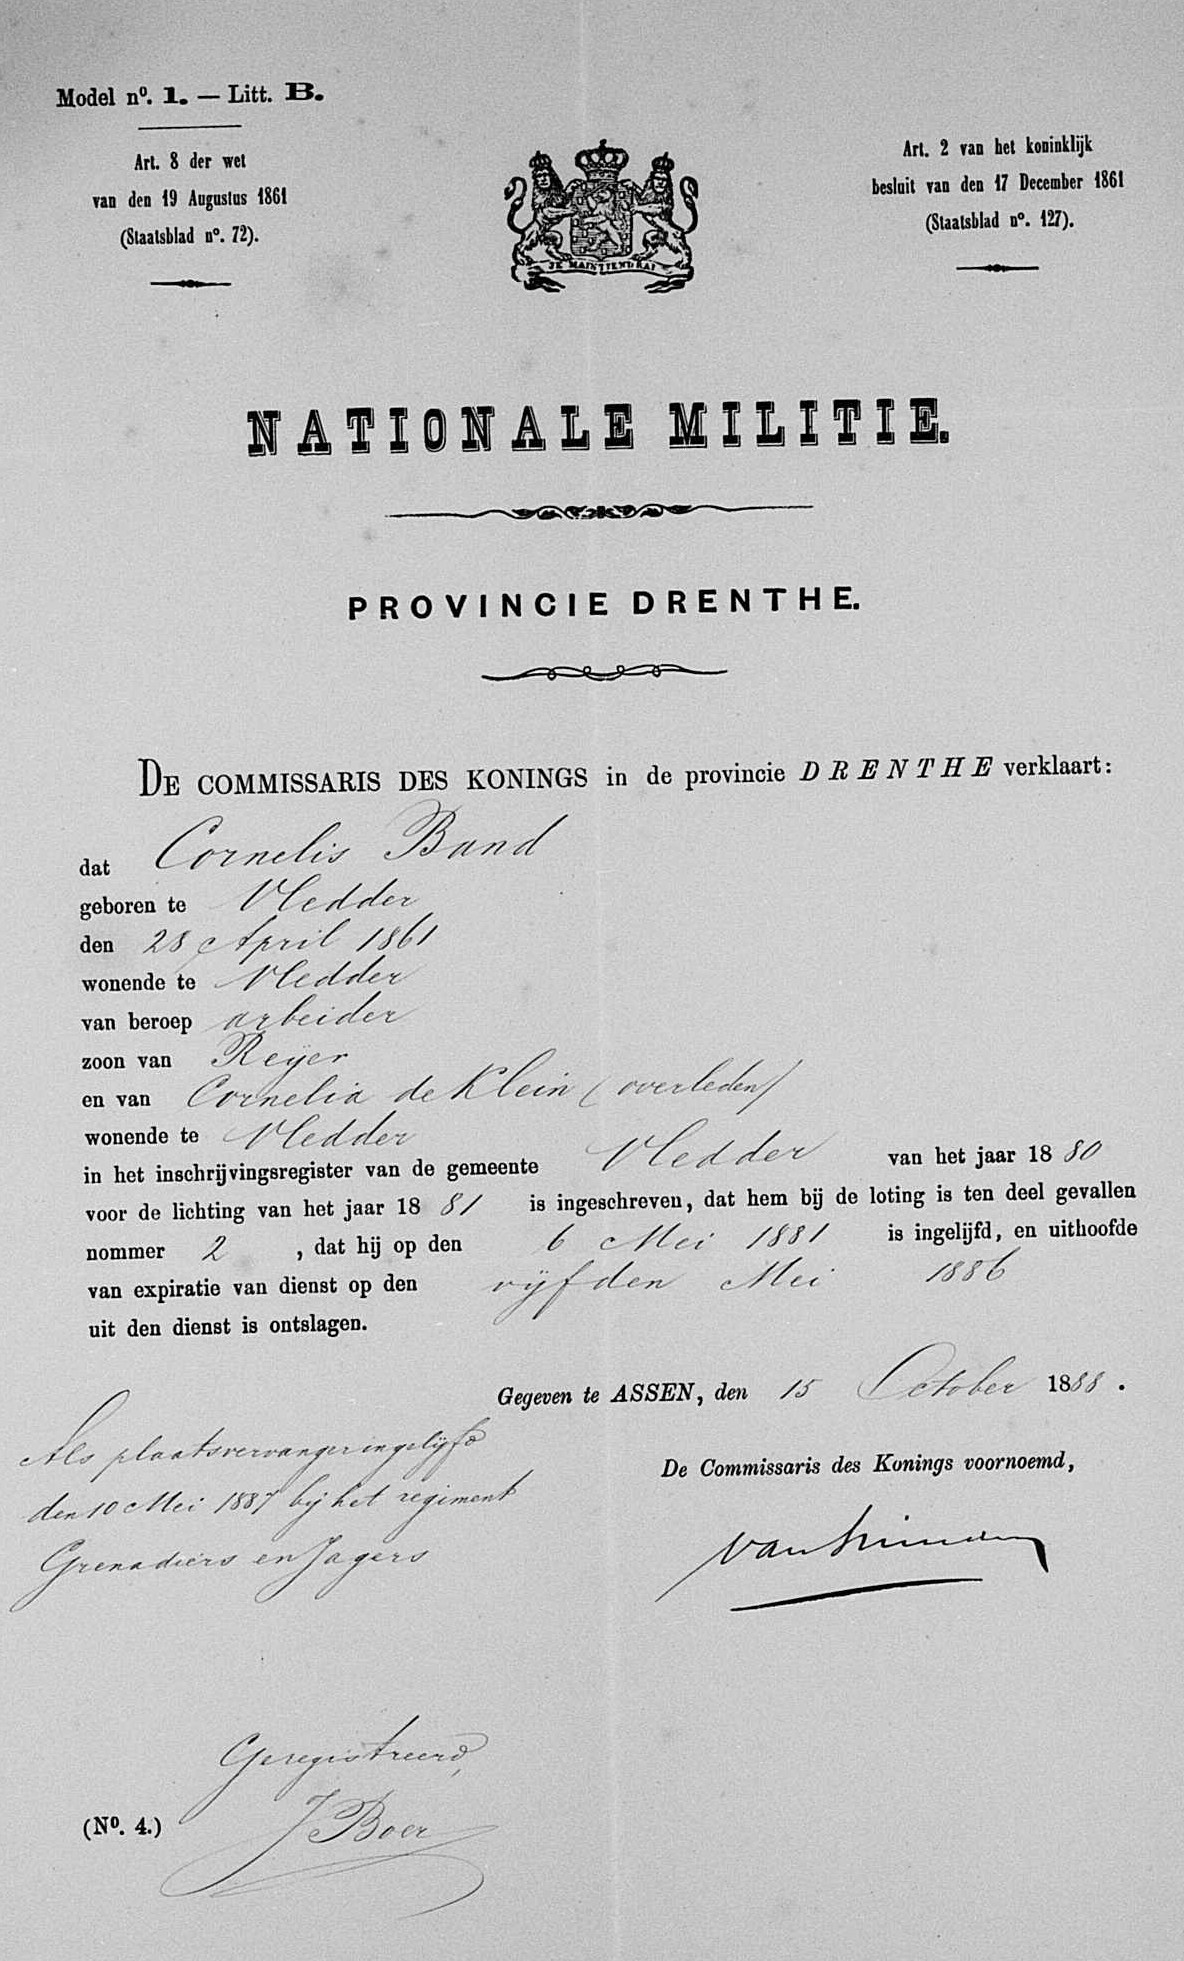 Model nº. 1. — Litt. B.
Art. 8 der wet
van den 19 Augustus 1861
(Staatsblad nº. 72).
JE MAINTIENDRAI
Art. 2 van het koninklijk
besluit van den 17 December 1861
(Staatsblad nº. 127).
NATIONALE MILITIE.
PROVINCIE DRENTHE.
DE COMMISSARIS DES KONINGS in de provincie DRENTHE verklaart:
dat Cornelis Band
geboren te Vledder
den 28 April 1861
wonende te Vledder
van beroep arbeider
zoon van Reijer
en van Cornelia de Klein (overleden)
wonende te Vledder
in het inschrijvingsregister van de gemeente Vledder van het jaar 1880
voor de lichting van het jaar 1881 is ingeschreven, dat hem bij de loting is ten deel gevallen
nommer 2 , dat hij op den 6 Mei 1881 is ingelijfd, en uithoofde
van expiratie van dienst op den vijfden Mei 1886
uit den dienst is ontslagen.
Gegeven te ASSEN, den 15 October 1888.
Als plaatsvervanger ingelijfd
den 10 Mei 1887 bij het regiment
Grenadiers en Jagers
De Commissaris des Konings voornoemd,
Geregistreerd,
J Boer
(Nº. 4.)